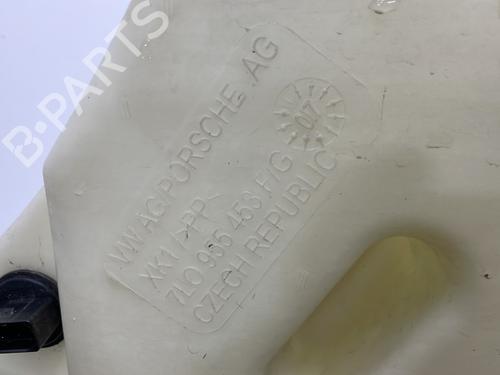 B-PARTS
VW AG/PORSCHE AG
XK1 >PP<
7L0 955 453 F/G
CZECH REPUBLIC
07